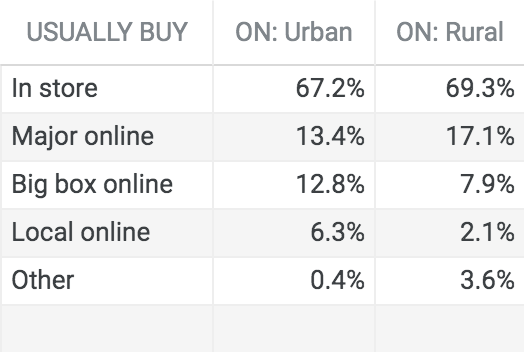 USUALLY BUY ON: Urban ON: Rural
In store 67.2% 69.3%
Major online 13.4% 17.1%
Big box online 12.8% 7.9%
Local online 6.3% 2.1%
Other 0.4% 3.6%